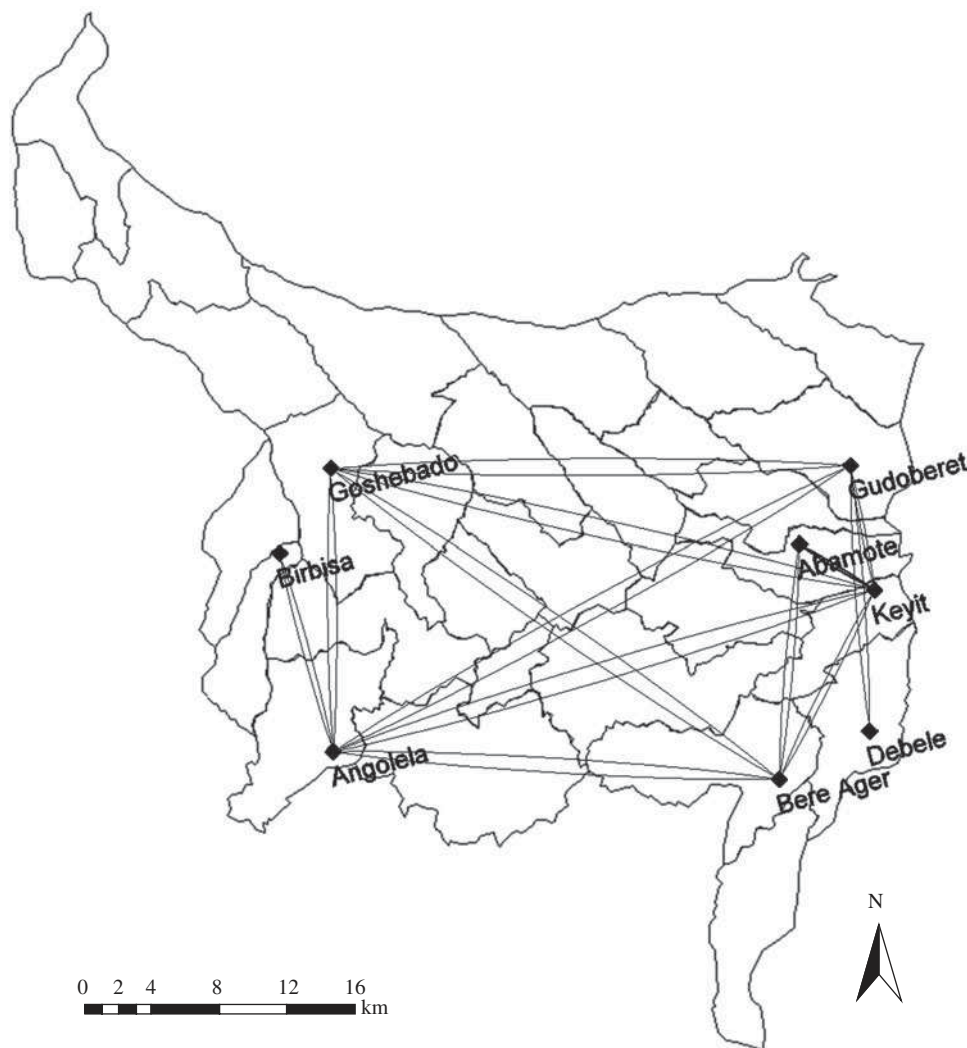 Goshebado
Gudoberet
Abamote
Birbisa
Keyit
Angolela
Debele
Bere Ager
N
0 2 4 8 12 16
km